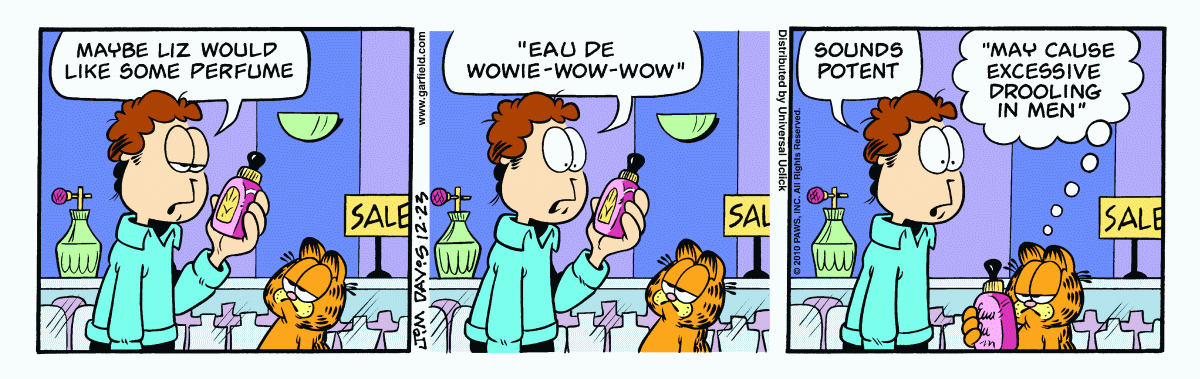 MAYBE LIZ WOULD
LIKE SOME PERFUME
SALE
www.garfield.com
JIM DAVIS 12-23
"EAU DE
WOWIE-WOW-WOW"
SAL
Distributed by Universal Uclick
© 2010 PAWS, INC. All Rights Reserved.
SOUNDS
POTENT
"MAY CAUSE
EXCESSIVE
DROOLING
IN MEN"
SALE